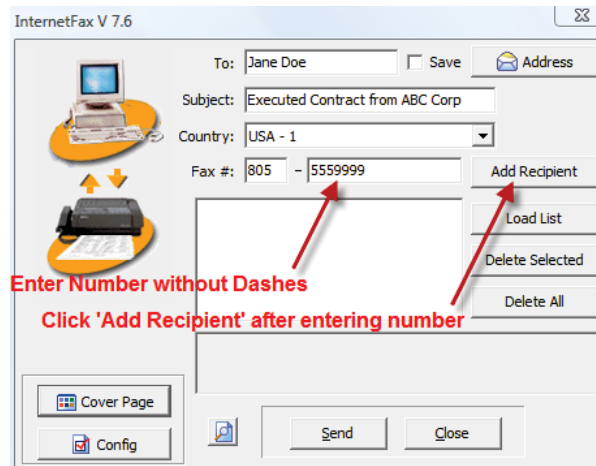 InternetFax V 7.6
To: Jane Doe Save Address
Subject: Executed Contract from ABC Corp
Country: USA - 1
Fax #: 805 - 5559999 Add Recipient
Load List
Delete Selected
Enter Number without Dashes
Delete All
Click 'Add Recipient' after entering number
Cover Page
Config
Send Close